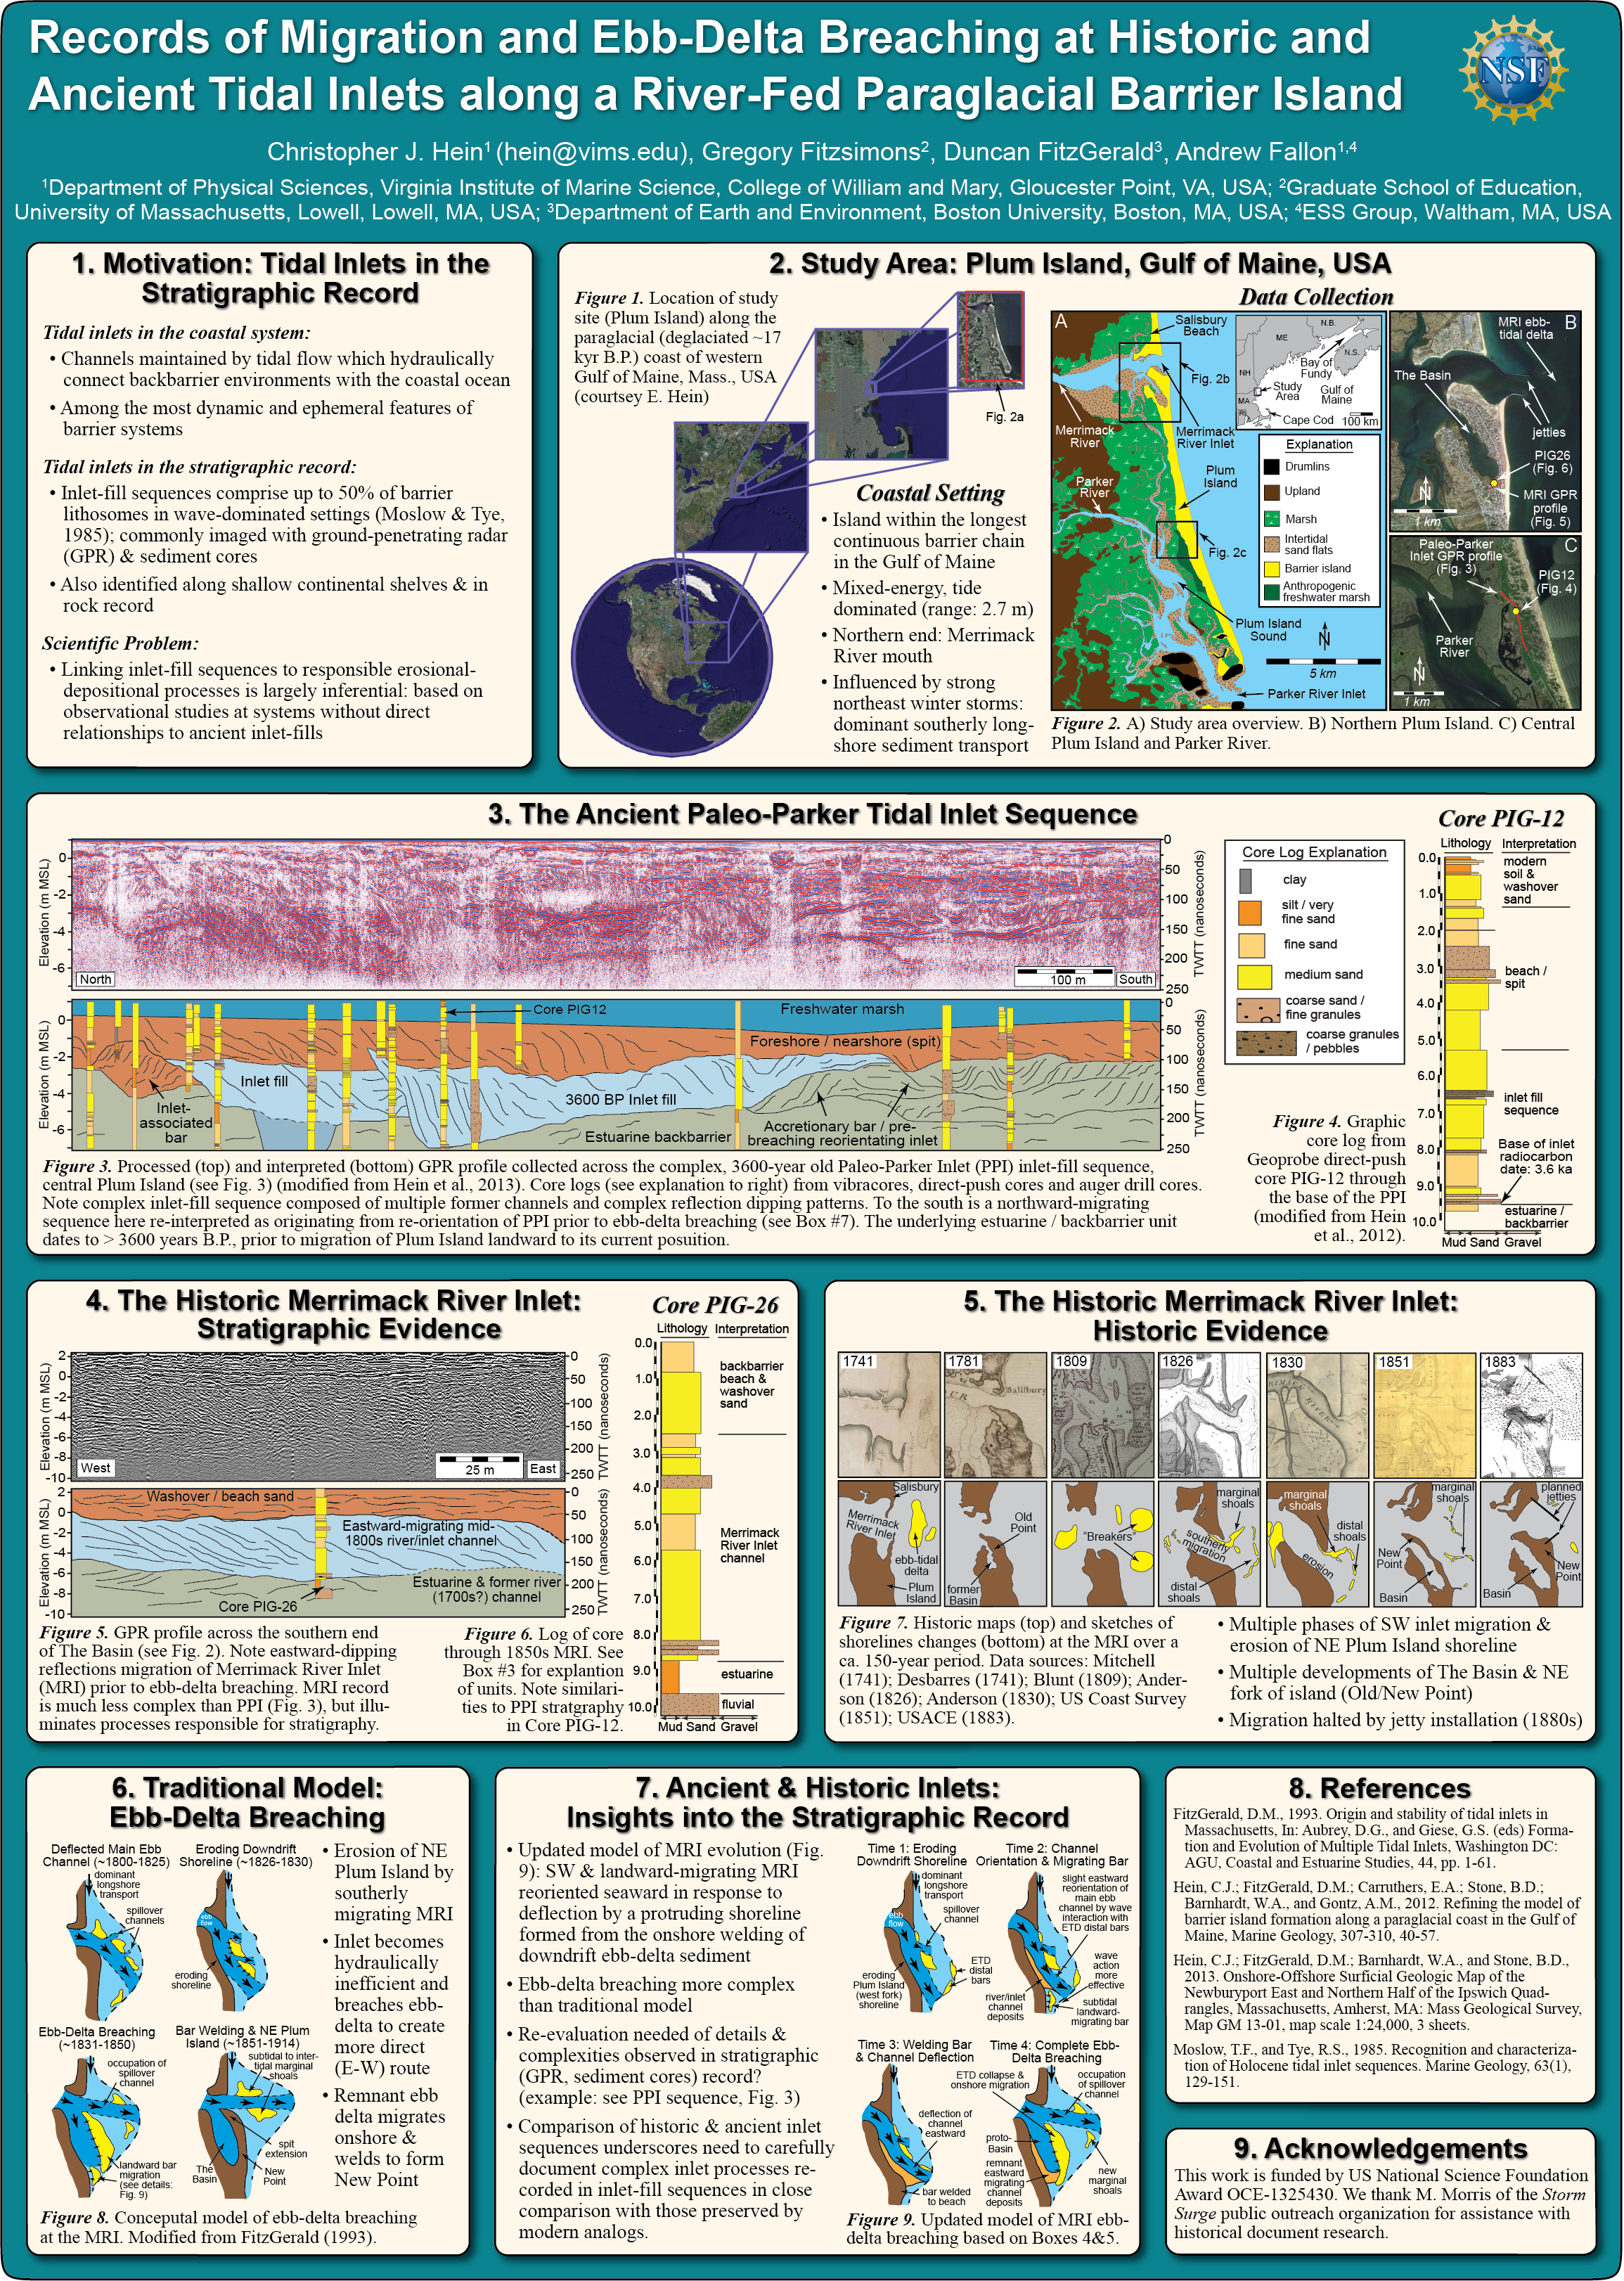 Records of Migration and Ebb-Delta Breaching at Historic and
Ancient Tidal Inlets along a River-Fed Paraglacial Barrier Island
NSF
Christopher J. Hein1 (hein@vims.edu), Gregory Fitzsimons2, Duncan FitzGerald3, Andrew Fallon1,4
1Department of Physical Sciences, Virginia Institute of Marine Science, College of William and Mary, Gloucester Point, VA, USA; 2Graduate School of Education,
University of Massachusetts, Lowell, Lowell, MA, USA; 3Department of Earth and Environment, Boston University, Boston, MA, USA; 4ESS Group, Waltham, MA, USA
1. Motivation: Tidal Inlets in the
Stratigraphic Record
Tidal inlets in the coastal system:
• Channels maintained by tidal flow which hydraulically
connect backbarrier environments with the coastal ocean
• Among the most dynamic and ephemeral features of
barrier systems
Tidal inlets in the stratigraphic record:
• Inlet-fill sequences comprise up to 50% of barrier
lithosomes in wave-dominated settings (Moslow & Tye,
1985); commonly imaged with ground-penetrating radar
(GPR) & sediment cores
• Also identified along shallow continental shelves & in
rock record
Scientific Problem:
• Linking inlet-fill sequences to responsible erosional-
depositional processes is largely inferential: based on
observational studies at systems without direct
relationships to ancient inlet-fills
2. Study Area: Plum Island, Gulf of Maine, USA
Figure 1. Location of study
site (Plum Island) along the
paraglacial (deglaciated ~17
kyr B.P.) coast of western
Gulf of Maine, Mass., USA
(courtsey E. Hein)
Fig. 2a
Coastal Setting
• Island within the longest
continuous barrier chain
in the Gulf of Maine
• Mixed-energy, tide
dominated (range: 2.7 m)
• Northern end: Merrimack
River mouth
• Influenced by strong
northeast winter storms:
dominant southerly long-
shore sediment transport
Data Collection
A
Salisbury
Beach
Fig. 2b
Merrimack
River
Merrimack
River Inlet
Parker
River
Plum
Island
Fig. 2c
Plum Island
Sound
N
5 km
Parker River Inlet
ME
N.B.
N.S.
Bay of
Fundy
NH
Study
Area
Gulf of
Maine
MA
RI
Cape Cod
100 km
Explanation
Drumlins
Upland
Marsh
Intertidal
sand flats
Barrier island
Anthropogenic
freshwater marsh
B
MRI ebb-
tidal delta
The Basin
jetties
PIG26
(Fig. 6)
MRI GPR
profile
(Fig. 5)
N
1 km
C
Paleo-Parker
Inlet GPR profile
(Fig. 3)
PIG12
(Fig. 4)
Parker
River
N
1 km
Figure 2. A) Study area overview. B) Northern Plum Island. C) Central
Plum Island and Parker River.
3. The Ancient Paleo-Parker Tidal Inlet Sequence
Elevation (m MSL)
0
-2
-4
-6
North
100 m
South
0
50
100
150
200
250
TWTT (nanoseconds)
Elevation (m MSL)
0
-2
-4
-6
Core PIG12
Freshwater marsh
Foreshore / nearshore (spit)
Inlet fill
3600 BP Inlet fill
Inlet-
associated
bar
Estuarine backbarrier
Accretionary bar / pre-
breaching reorientating inlet
0
50
100
150
200
250
TWTT (nanoseconds)
Figure 3. Processed (top) and interpreted (bottom) GPR profile collected across the complex, 3600-year old Paleo-Parker Inlet (PPI) inlet-fill sequence,
central Plum Island (see Fig. 3) (modified from Hein et al., 2013). Core logs (see explanation to right) from vibracores, direct-push cores and auger drill cores.
Note complex inlet-fill sequence composed of multiple former channels and complex reflection dipping patterns. To the south is a northward-migrating
sequence here re-interpreted as originating from re-orientation of PPI prior to ebb-delta breaching (see Box #7). The underlying estuarine / backbarrier unit
dates to > 3600 years B.P., prior to migration of Plum Island landward to its current posuition.
Core Log Explanation
clay
silt / very
fine sand
fine sand
medium sand
coarse sand /
fine granules
coarse granules
/ pebbles
Figure 4. Graphic
core log from
Geoprobe direct-push
core PIG-12 through
the base of the PPI
(modified from Hein
et al., 2012).
Core PIG-12
Lithology Interpretation
0.0
1.0
2.0
3.0
4.0
5.0
6.0
7.0
8.0
9.0
10.0
modern
soil &
washover
sand
beach /
spit
inlet fill
sequence
Base of inlet
radiocarbon
date: 3.6 ka
estuarine /
backbarrier
Mud Sand Gravel
4. The Historic Merrimack River Inlet:
Stratigraphic Evidence
Elevation (m MSL)
2
0
-2
-4
-6
-8
-10
West
25 m
East
0
50
100
150
200
250
TWTT (nanoseconds)
Elevation (m MSL)
2
0
-2
-4
-6
-8
-10
Washover / beach sand
Eastward-migrating mid-
1800s river/inlet channel
Estuarine & former river
(1700s?) channel
Core PIG-26
0
50
100
150
200
250
TWTT (nanoseconds)
Figure 5. GPR profile across the southern end
of The Basin (see Fig. 2). Note eastward-dipping
reflections migration of Merrimack River Inlet
(MRI) prior to ebb-delta breaching. MRI record
is much less complex than PPI (Fig. 3), but illu-
minates processes responsible for stratigraphy.
Figure 6. Log of core
through 1850s MRI. See
Box #3 for explantion
of units. Note similari-
ties to PPI stratgraphy
in Core PIG-12.
Core PIG-26
Lithology Interpretation
0.0
1.0
2.0
3.0
4.0
5.0
6.0
7.0
8.0
9.0
10.0
backbarrier
beach &
washover
sand
Merrimack
River Inlet
channel
estuarine
fluvial
Mud Sand Gravel
5. The Historic Merrimack River Inlet:
Historic Evidence
1741
1781
1809
1826
1830
1851
1883
Salisbury
Salisbury
Merrimack
River Inlet
ebb-tidal
delta
Plum
Island
Old
Point
former
Basin
"Breakers"
marginal
shoals
southerly
migration
distal
shoals
marginal
shoals
distal
shoals
erosion
marginal
shoals
New
Point
Basin
planned
jetties
New
Point
Basin
Figure 7. Historic maps (top) and sketches of
shorelines changes (bottom) at the MRI over a
ca. 150-year period. Data sources: Mitchell
(1741); Desbarres (1741); Blunt (1809); Ander-
son (1826); Anderson (1830); US Coast Survey
(1851); USACE (1883).
• Multiple phases of SW inlet migration &
erosion of NE Plum Island shoreline
• Multiple developments of The Basin & NE
fork of island (Old/New Point)
• Migration halted by jetty installation (1880s)
6. Traditional Model:
Ebb-Delta Breaching
Deflected Main Ebb
Channel (~1800-1825)
dominant
longshore
transport
spillover
channels
Eroding Downdrift
Shoreline (~1826-1830)
ebb
flow
eroding
shoreline
Ebb-Delta Breaching
(~1831-1850)
occupation of
spillover
channel
landward bar
migration
(see details:
Fig. 9)
Bar Welding & NE Plum
Island (~1851-1914)
subtidal to inter-
tidal marginal
shoals
spit
extension
The
Basin
New
Point
• Erosion of NE
Plum Island by
southerly
migrating MRI
• Inlet becomes
hydraulically
inefficient and
breaches ebb-
delta to create
more direct
(E-W) route
• Remnant ebb
delta migrates
onshore &
welds to form
New Point
Figure 8. Conceputal model of ebb-delta breaching
at the MRI. Modified from FitzGerald (1993).
7. Ancient & Historic Inlets:
Insights into the Stratigraphic Record
• Updated model of MRI evolution (Fig.
9): SW & landward-migrating MRI
reoriented seaward in response to
deflection by a protruding shoreline
formed from the onshore welding of
downdrift ebb-delta sediment
• Ebb-delta breaching more complex
than traditional model
• Re-evaluation needed of details &
complexities observed in stratigraphic
(GPR, sediment cores) record?
(example: see PPI sequence, Fig. 3)
• Comparison of historic & ancient inlet
sequences underscores need to carefully
document complex inlet processes re-
corded in inlet-fill sequences in close
comparison with those preserved by
modern analogs.
Time 1: Eroding
Downdrift Shoreline
dominant
longshore
transport
ebb
flow
spillover
channel
ETD
distal
bars
eroding
Plum Island
(west fork)
shoreline
Time 2: Channel
Orientation & Migrating Bar
slight eastward
reorientation of
main ebb
channel by wave
interaction with
ETD distal bars
wave
action
more
effective
river/inlet
channel
deposits
subtidal
landward-
migrating bar
Time 3: Welding Bar
& Channel Deflection
deflection of
channel
eastward
bar welded
to beach
Time 4: Complete Ebb-
Delta Breaching
ETD collapse &
onshore migration
occupation
of spillover
channel
proto-
Basin
remnant
eastward
migrating
channel
deposits
new
marginal
shoals
Figure 9. Updated model of MRI ebb-
delta breaching based on Boxes 4&5.
8. References
FitzGerald, D.M., 1993. Origin and stability of tidal inlets in
Massachusetts, In: Aubrey, D.G., and Giese, G.S. (eds) Forma-
tion and Evolution of Multiple Tidal Inlets, Washington DC:
AGU, Coastal and Estuarine Studies, 44, pp. 1-61.
Hein, C.J.; FitzGerald, D.M.; Carruthers, E.A.; Stone, B.D.;
Barnhardt, W.A., and Gontz, A.M., 2012. Refining the model of
barrier island formation along a paraglacial coast in the Gulf of
Maine, Marine Geology, 307-310, 40-57.
Hein, C.J.; FitzGerald, D.M.; Barnhardt, W.A., and Stone, B.D.,
2013. Onshore-Offshore Surficial Geologic Map of the
Newburyport East and Northern Half of the Ipswich Quad-
rangles, Massachusetts, Amherst, MA: Mass Geological Survey,
Map GM 13-01, map scale 1:24,000, 3 sheets.
Moslow, T.F., and Tye, R.S., 1985. Recognition and characteriza-
tion of Holocene tidal inlet sequences. Marine Geology, 63(1),
129-151.
9. Acknowledgements
This work is funded by US National Science Foundation
Award OCE-1325430. We thank M. Morris of the Storm
Surge public outreach organization for assistance with
historical document research.